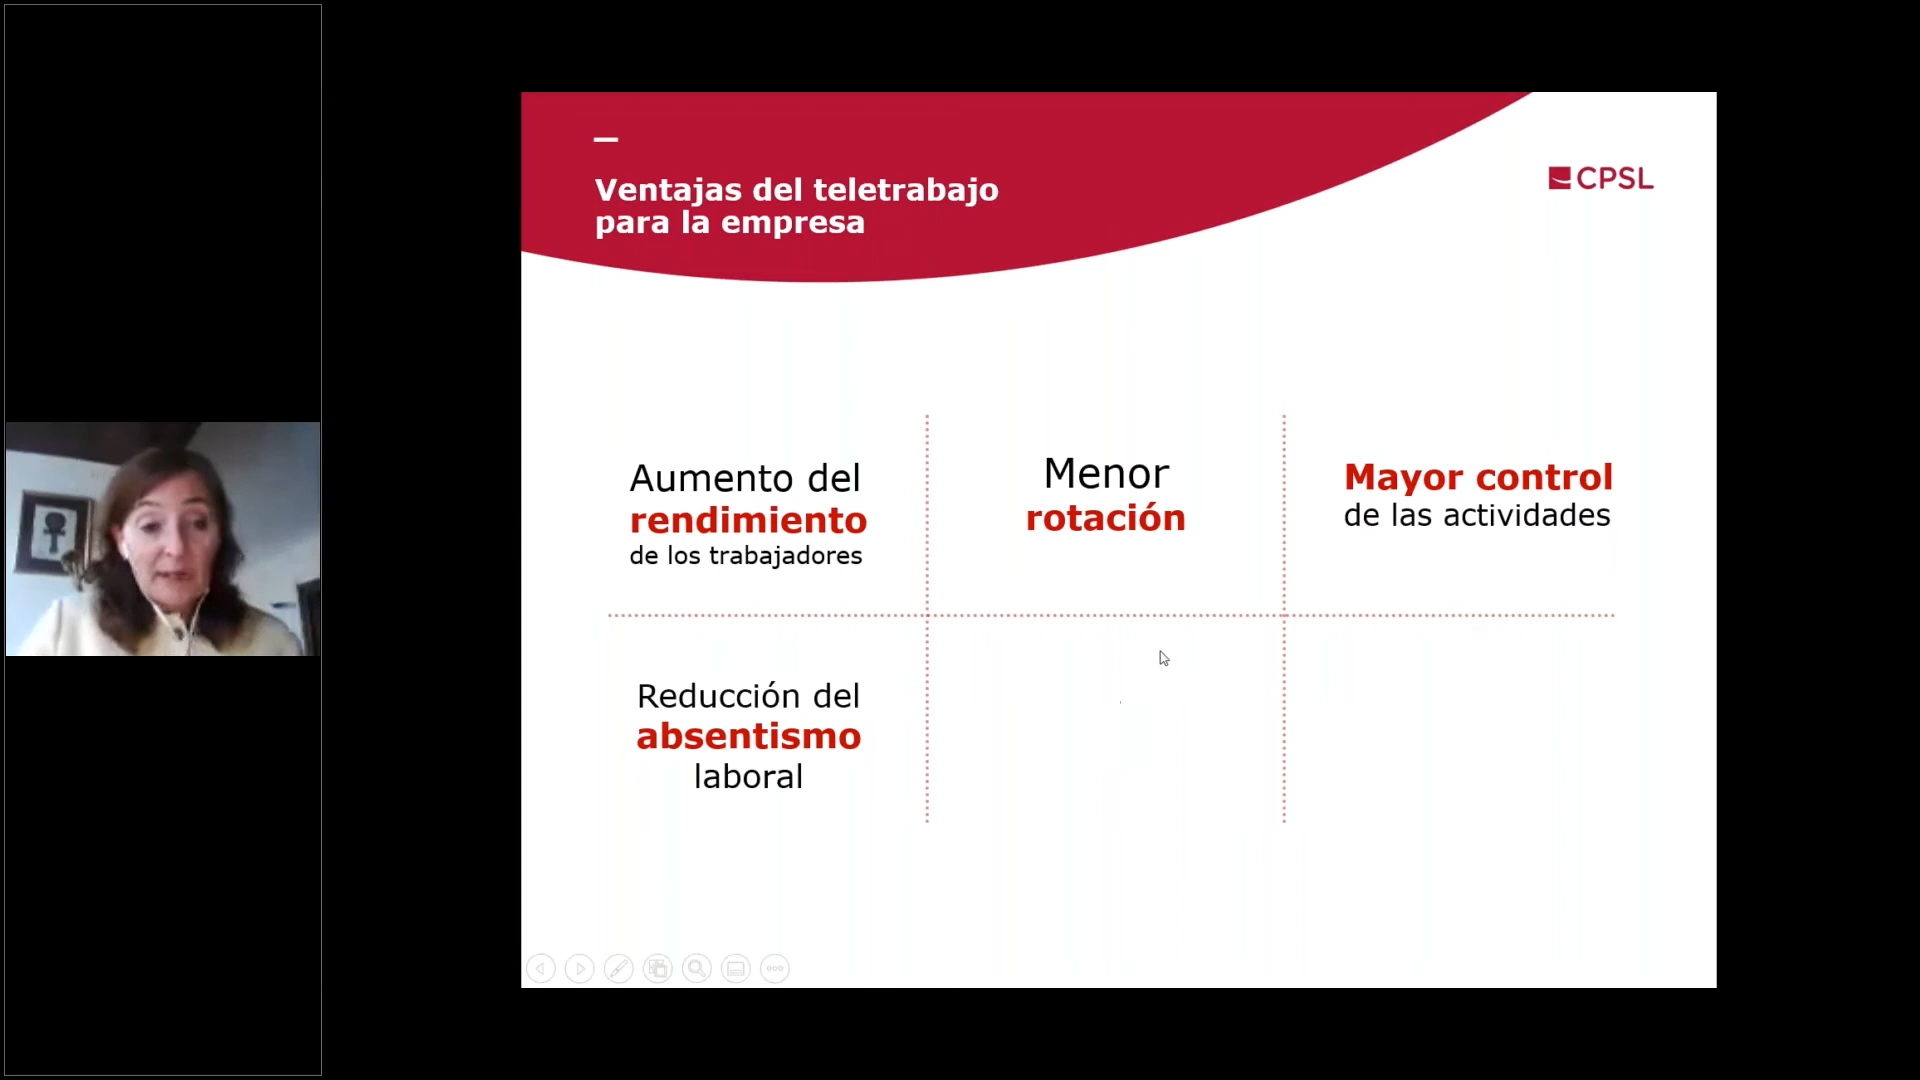 Ventajas del teletrabajo
para la empresa
CPSL
Aumento del
rendimiento
de los trabajadores
Menor
rotación
Mayor control
de las actividades
Reducción del
absentismo
laboral